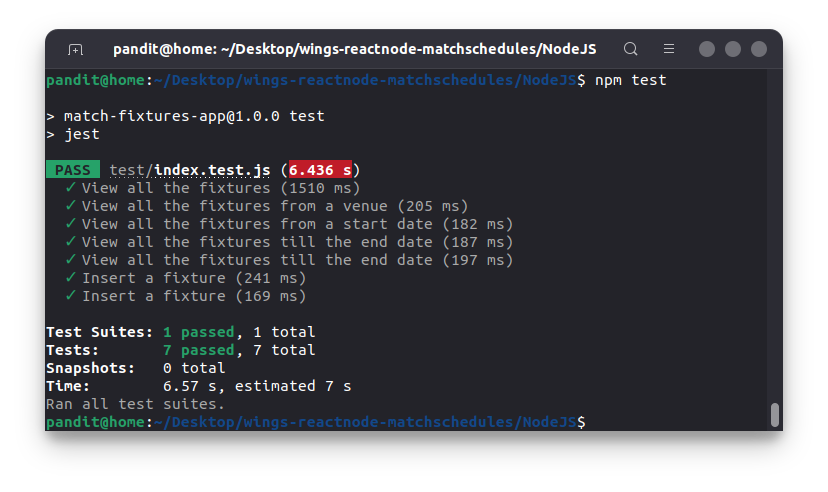 pandit@home: ~/Desktop/wings-reactnode-matchschedules/NodeJS
pandit@home:~/Desktop/wings-reactnode-matchschedules/NodeJS$ npm test
> match-fixtures-app@1.0.0 test
> jest
PASS test/index.test.js (6.436 s)
✓ View all the fixtures (1510 ms)
✓ View all the fixtures from a venue (205 ms)
✓ View all the fixtures from a start date (182 ms)
✓ View all the fixtures till the end date (187 ms)
✓ View all the fixtures till the end date (197 ms)
✓ Insert a fixture (241 ms)
✓ Insert a fixture (169 ms)
Test Suites: 1 passed, 1 total
Tests: 7 passed, 7 total
Snapshots: 0 total
Time: 6.57 s, estimated 7 s
Ran all test suites.
pandit@home:~/Desktop/wings-reactnode-matchschedules/NodeJS$